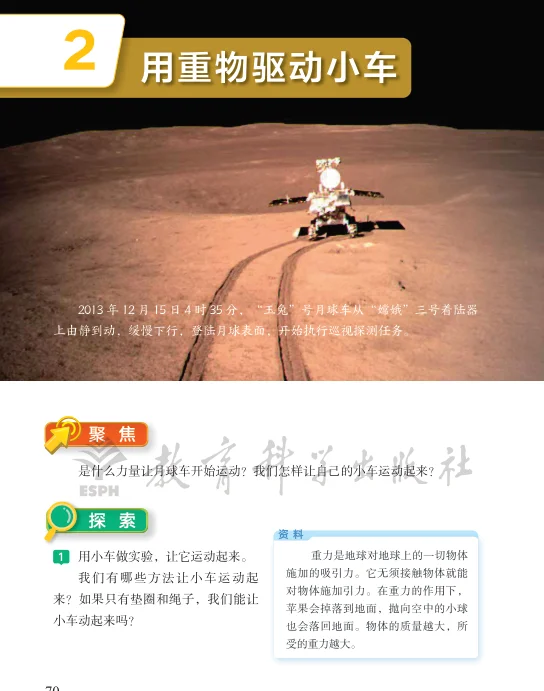 2
用重物驱动小车
2013 年 12 月 15 日 4 时 35 分，“玉兔”号月球车从“嫦娥”三号着陆器
上由静到动，缓慢下行，登陆月球表面，开始执行巡视探测任务。
聚 焦
是什么力量让月球车开始运动？我们怎样让自己的小车运动起来？
ESPH 教育科学出版社
探 索
1 用小车做实验，让它运动起来。
我们有哪些方法让小车运动起
来？如果只有垫圈和绳子，我们能让
小车动起来吗？
资 料
重力是地球对地球上的一切物体
施加的吸引力。它无须接触物体就能
对物体施加引力。在重力的作用下，
苹果会掉落到地面，抛向空中的小球
也会落回地面。物体的质量越大，所
受的重力越大。
70